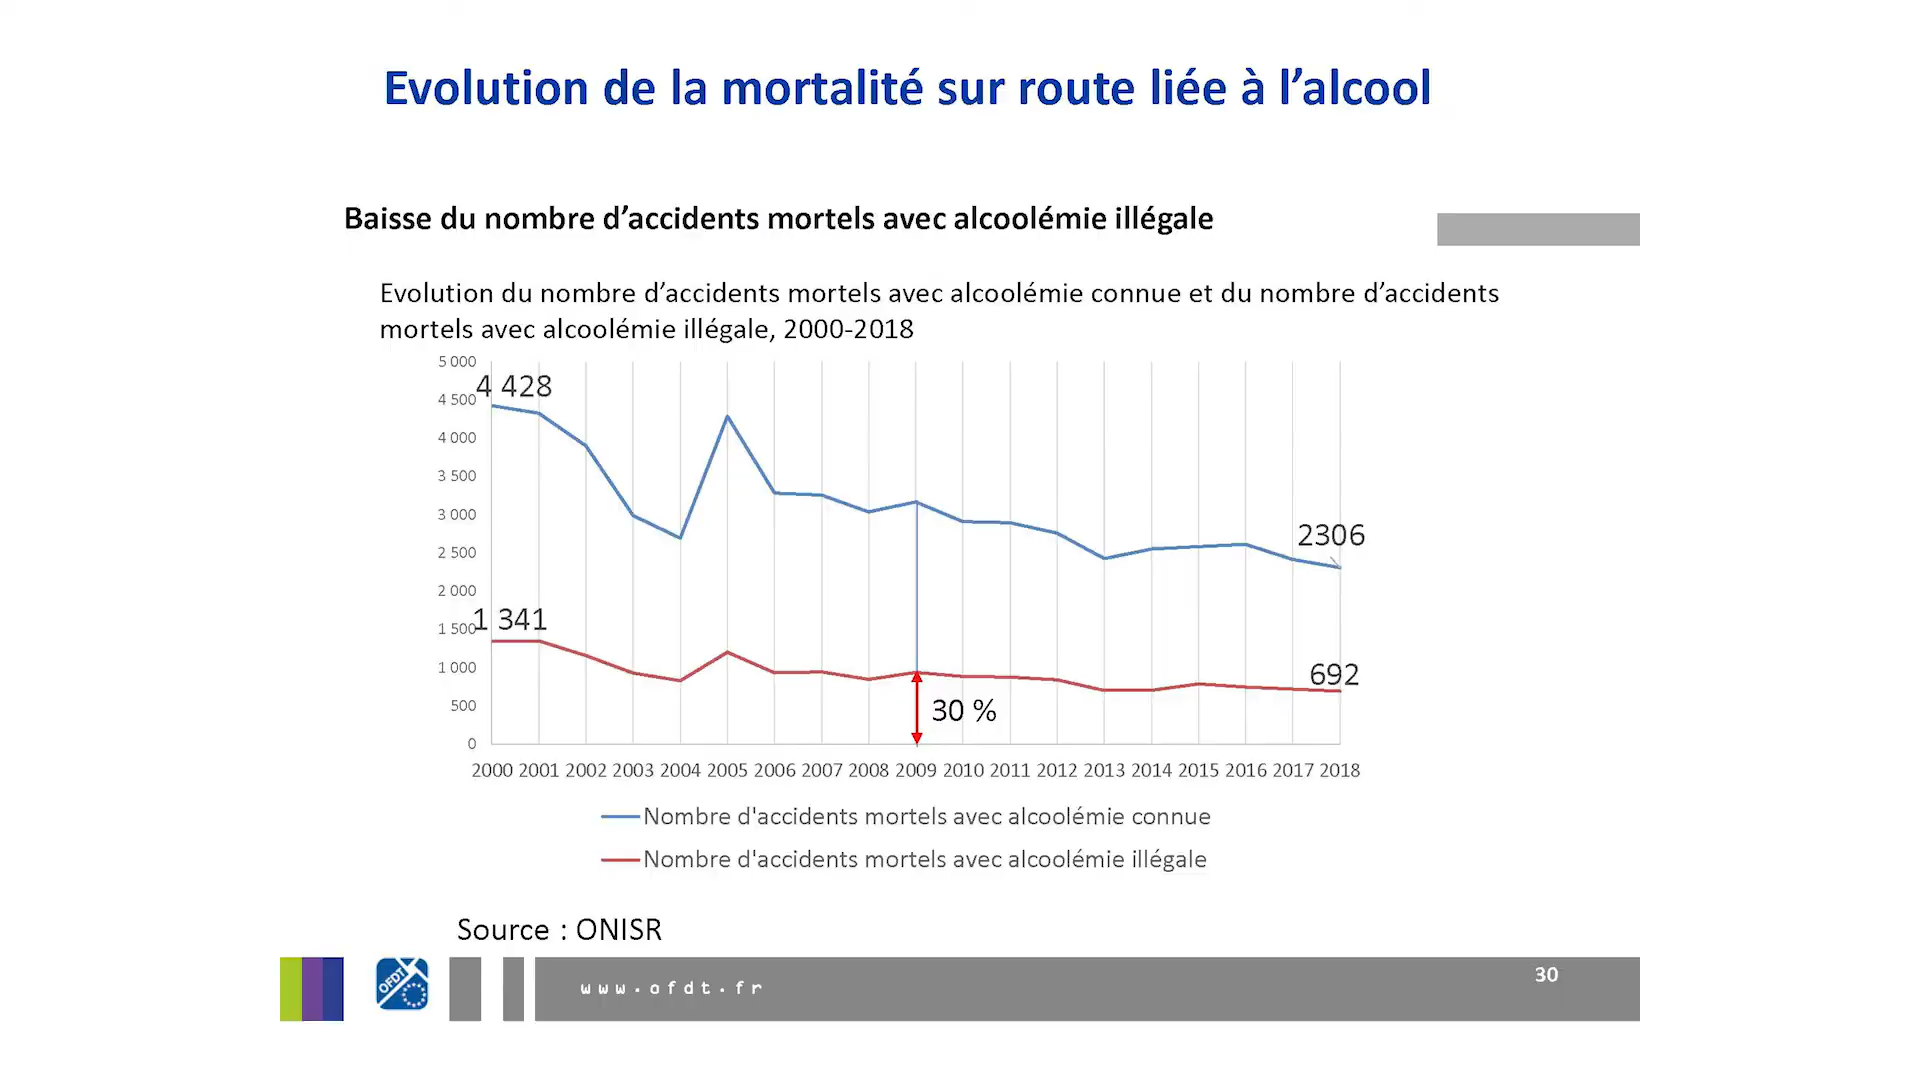 Evolution de la mortalité sur route liée à l’alcool
Baisse du nombre d’accidents mortels avec alcoolémie illégale
Evolution du nombre d’accidents mortels avec alcoolémie connue et du nombre d’accidents
mortels avec alcoolémie illégale, 2000-2018
5 000
4 428
4 500
4 000
3 500
3 000
2306
2 500
2 000
1 341
1 500
1 000
692
500
30 %
0
2000 2001 2002 2003 2004 2005 2006 2007 2008 2009 2010 2011 2012 2013 2014 2015 2016 2017 2018
Nombre d'accidents mortels avec alcoolémie connue
Nombre d'accidents mortels avec alcoolémie illégale
Source : ONISR
OFDT
www.ofdt.fr
30